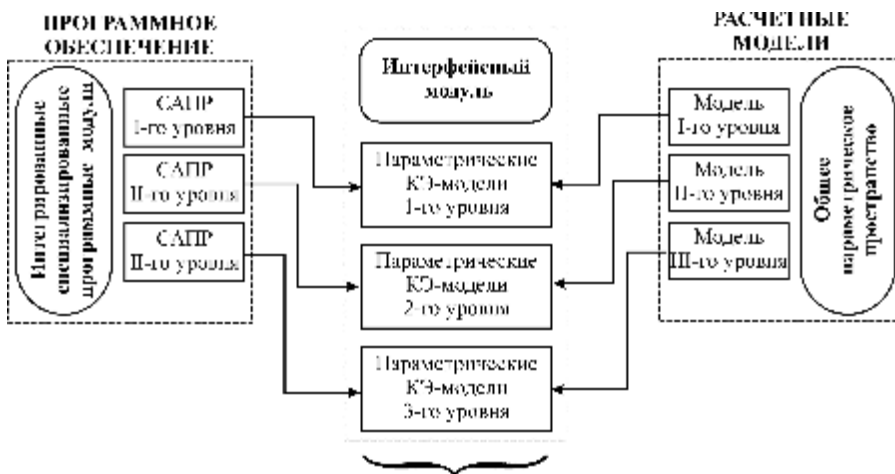 ПРОГРАММНОЕ
ОБЕСПЕЧЕНИЕ
Интегрированные
специализированные
программные модули
САПР
I-го уровня
САПР
II-го уровня
САПР
II-го уровня
Интерфейсный
модуль
Параметрические
КЭ-модели
1-го уровня
Параметрические
КЭ-модели
2-го уровня
Параметрические
КЭ-модели
3-го уровня
РАСЧЕТНЫЕ
МОДЕЛИ
Модель
I-го уровня
Модель
II-го уровня
Модель
III-го уровня
Общее
параметрическое
пространство